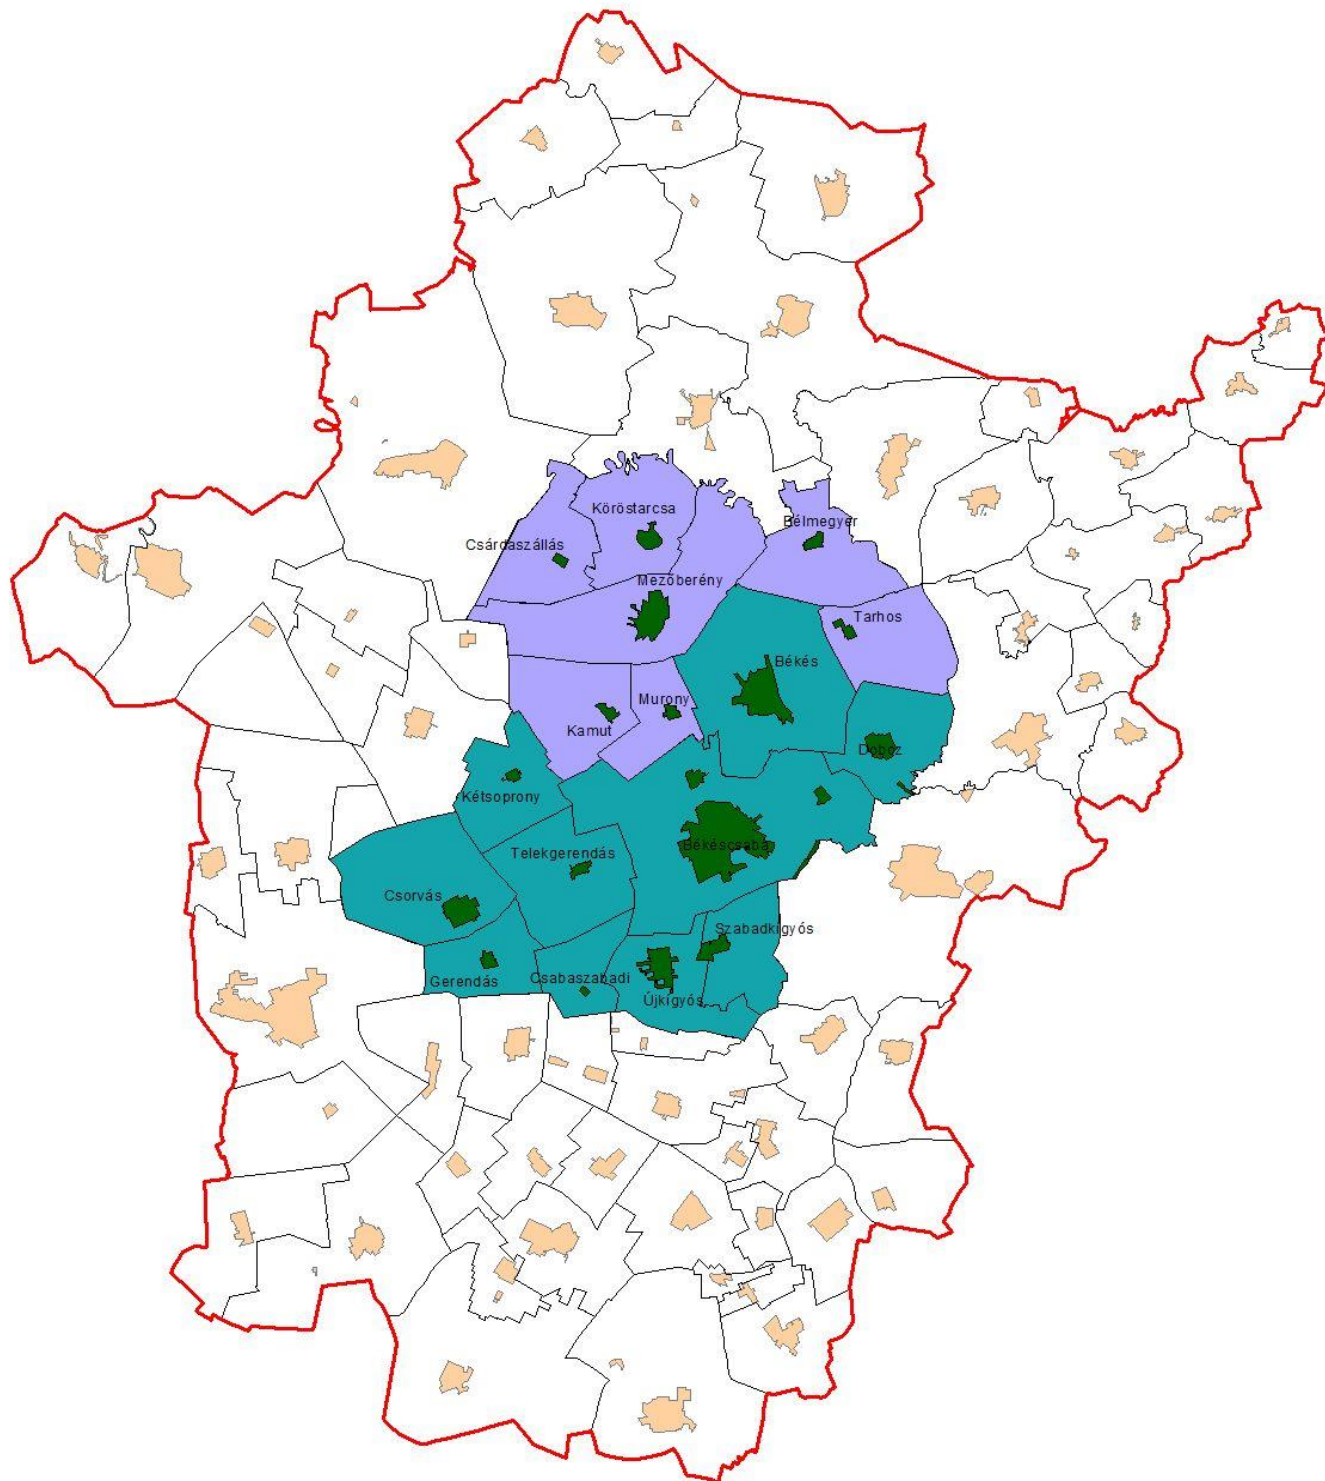 Köröstarcsa
Bélmegyer
Csárdaszállás
Mezőberény
Tarhos
Békés
Murony
Kamut
Doboz
Kétsoprony
Békéscsaba
Telekgerendás
Csorvás
Szabadkígyós
Csabaszabadi
Gerendás
Újkígyós